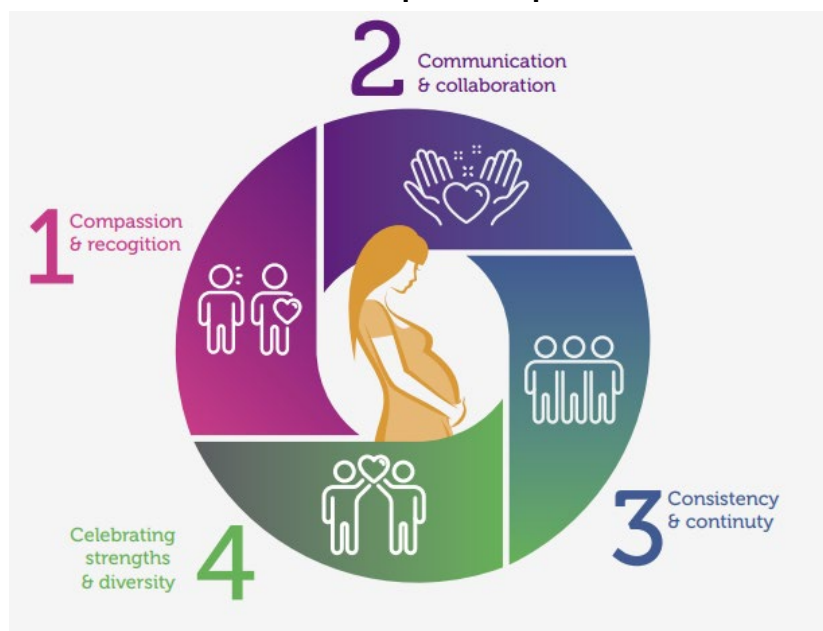 2
Communication
& collaboration
1
Compassion
& recogition
3
Consistency
& continuty
4
Celebrating
strengths
& diversity